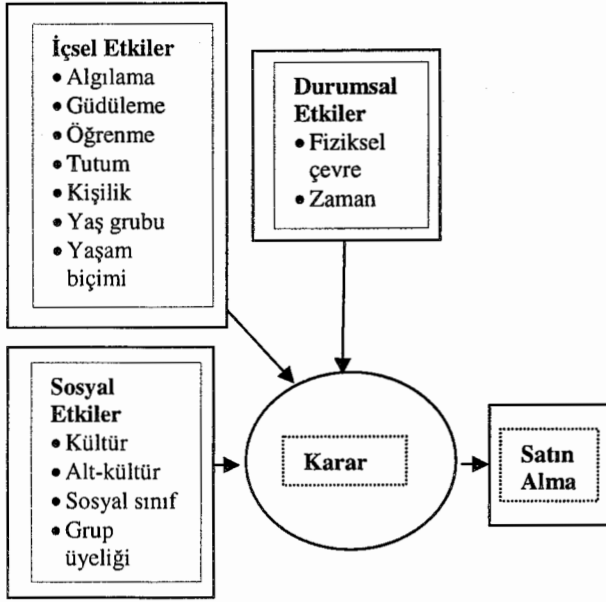 İçsel Etkiler
• Algılama
• Güdüleme
• Öğrenme
• Tutum
• Kişilik
• Yaş grubu
• Yaşam
biçimi
Durumsal
Etkiler
• Fiziksel
çevre
• Zaman
Sosyal
Etkiler
• Kültür
• Alt-kültür
• Sosyal sınıf
• Grup
üyeliği
Karar
Satın
Alma